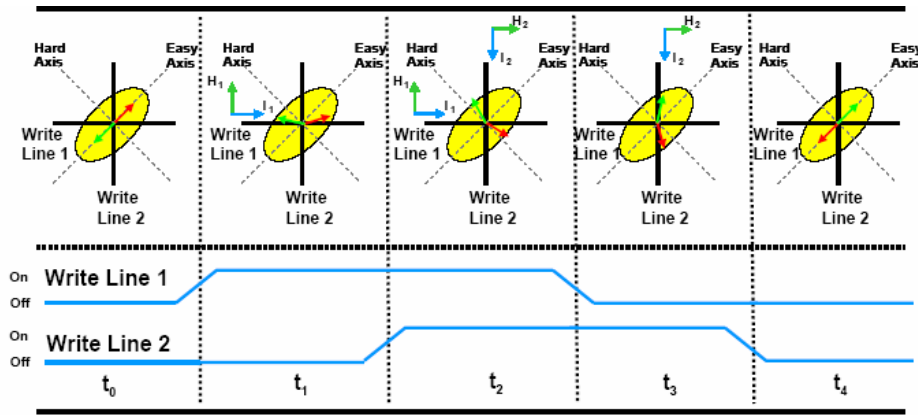 Hard Axis
Easy Axis
Write Line 1
Write Line 2
Hard Axis
Easy Axis
H1
I1
Write Line 1
Write Line 2
H2
I2
Hard Axis
Easy Axis
H1
I1
Write Line 1
Write Line 2
H2
I2
Hard Axis
Easy Axis
Write Line 1
Write Line 2
Hard Axis
Easy Axis
Write Line 1
Write Line 2
On
Off
Write Line 1
On
Off
Write Line 2
t0
t1
t2
t3
t4